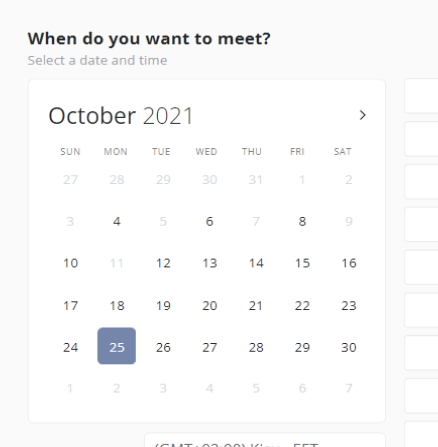 When do you want to meet?
Select a date and time
October 2021 >
SUN MON TUE WED THU FRI SAT
27 28 29 30 31 1 2
3 4 5 6 7 8 9
10 11 12 13 14 15 16
17 18 19 20 21 22 23
24 25 26 27 28 29 30
1 2 3 4 5 6 7